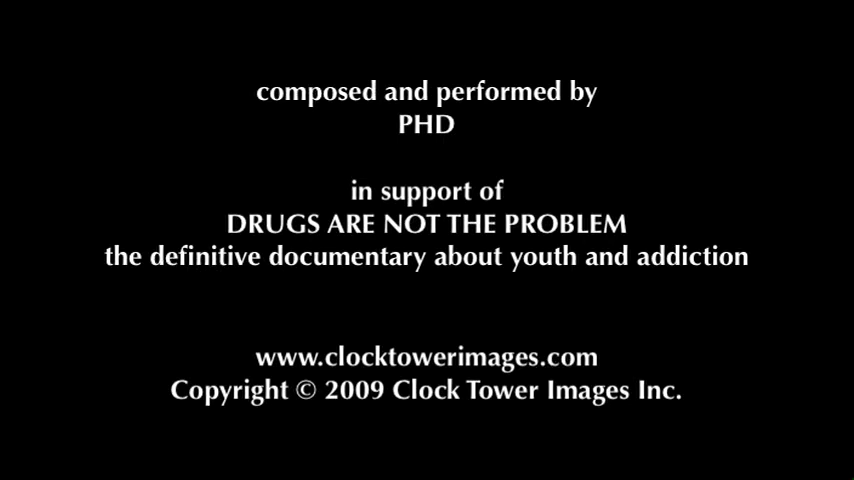 composed and performed by
PHD
in support of
DRUGS ARE NOT THE PROBLEM
the definitive documentary about youth and addiction
www.clocktowerimages.com
Copyright © 2009 Clock Tower Images Inc.